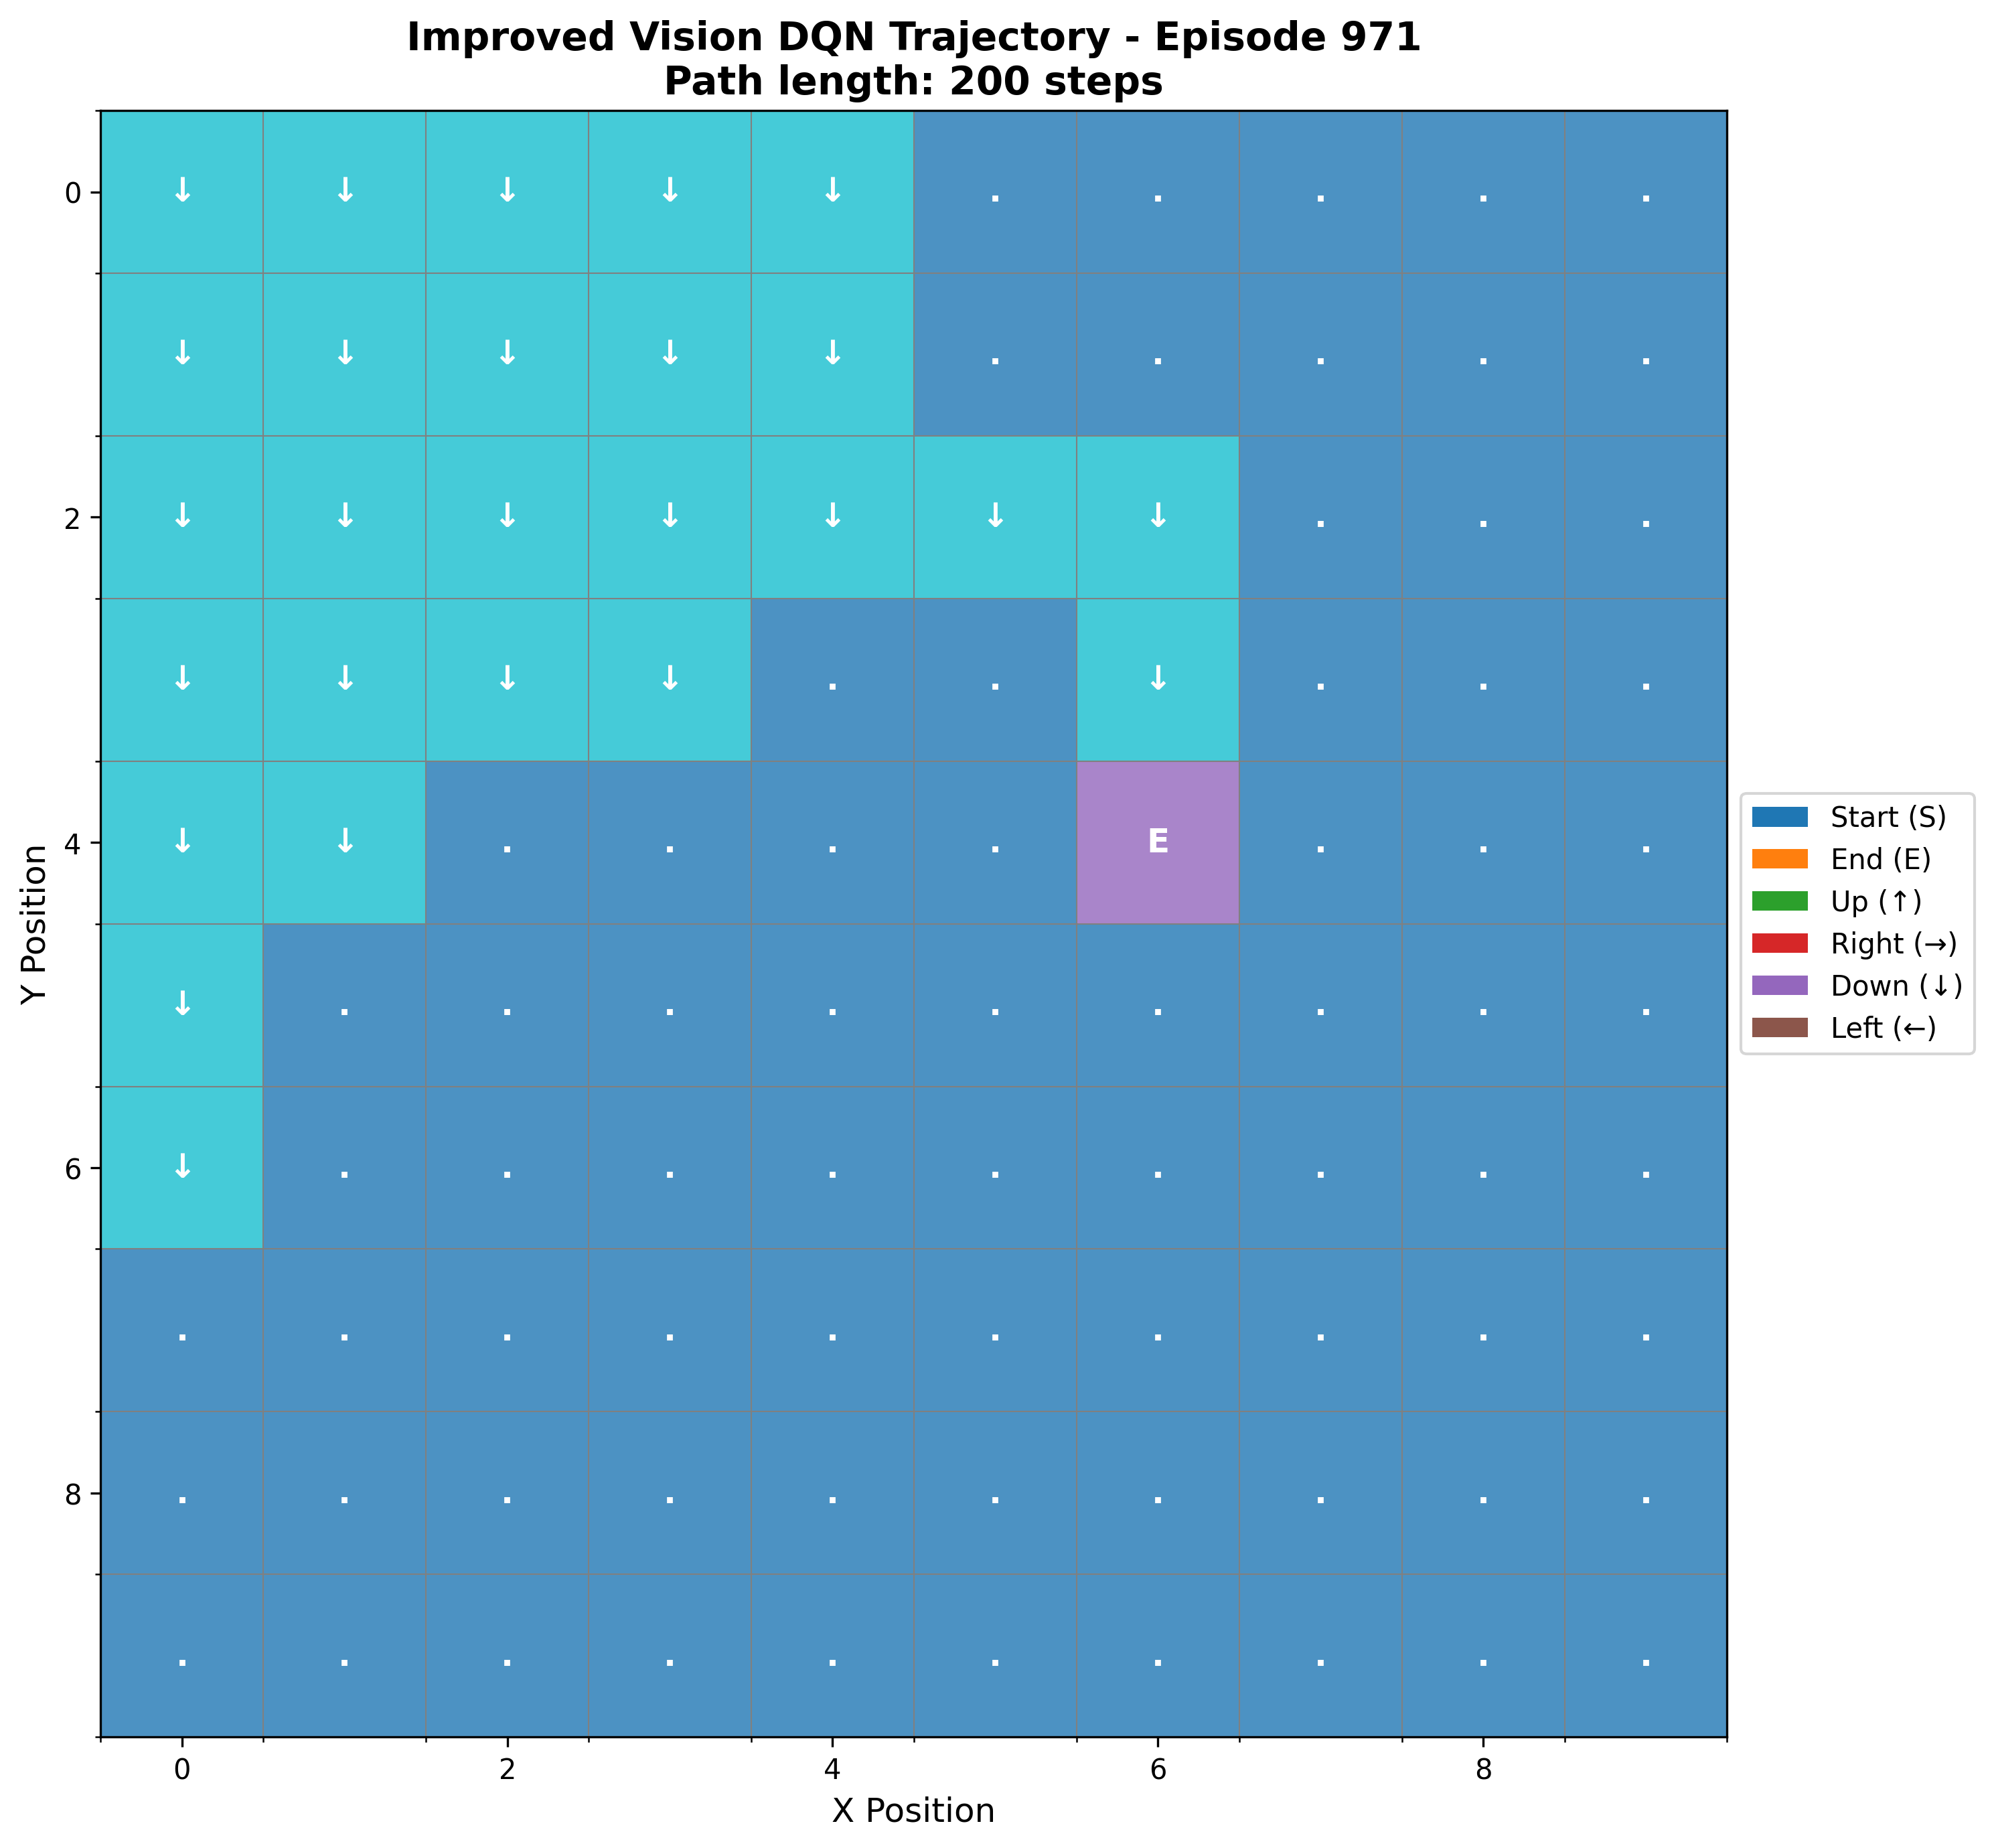 Improved Vision DQN Trajectory - Episode 971
Path length: 200 steps
0 ↓ ↓ ↓ ↓ ↓ . . . . .
↓ ↓ ↓ ↓ ↓ . . . . .
2 ↓ ↓ ↓ ↓ ↓ ↓ ↓ . . .
↓ ↓ ↓ ↓ . . ↓ . . .
4 ↓ ↓ . . . . E . . .
↓ . . . . . . . . .
6 ↓ . . . . . . . . .
. . . . . . . . . .
8 . . . . . . . . . .
. . . . . . . . . .
0 2 4 6 8
X Position
Y Position
Start (S)
End (E)
Up (↑)
Right (→)
Down (↓)
Left (←)